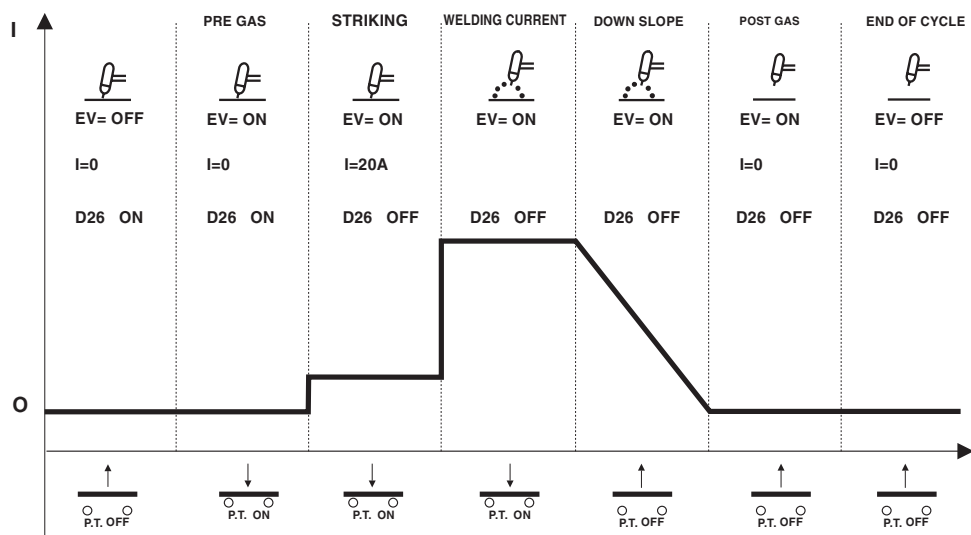 I
PRE GAS STRIKING WELDING CURRENT DOWN SLOPE POST GAS END OF CYCLE
EV= OFF EV= ON EV= ON EV= ON EV= ON EV= ON EV= OFF
I=0 I=0 I=20A I=0 I=0
D26 ON D26 ON D26 OFF D26 OFF D26 OFF D26 OFF D26 OFF
O
P.T. OFF P.T. ON P.T. ON P.T. ON P.T. OFF P.T. OFF P.T. OFF